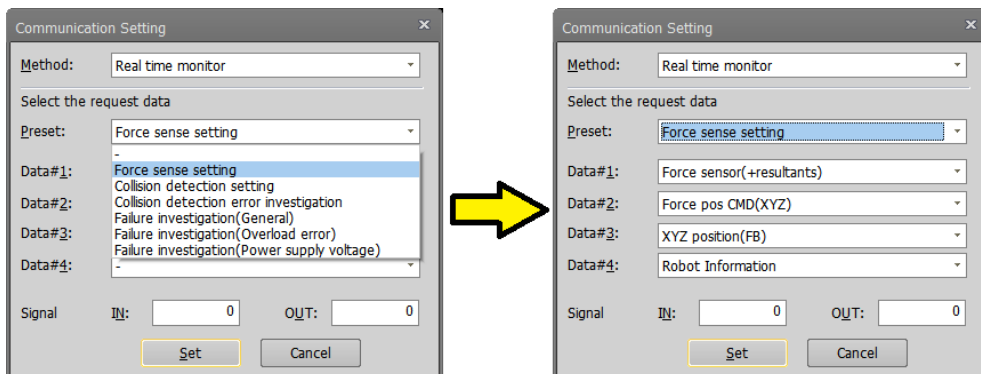 Communication Setting
×
Method:
Real time monitor
Select the request data
Preset:
Force sense setting
-
Force sense setting
Collision detection setting
Collision detection error investigation
Failure investigation(General)
Failure investigation(Overload error)
Failure investigation(Power supply voltage)
Data#1:
Data#2:
Data#3:
Data#4:
-
Signal
IN:
0
OUT:
0
Set
Cancel
Communication Setting
×
Method:
Real time monitor
Select the request data
Preset:
Force sense setting
Data#1:
Force sensor(+resultants)
Data#2:
Force pos CMD(XYZ)
Data#3:
XYZ position(FB)
Data#4:
Robot Information
Signal
IN:
0
OUT:
0
Set
Cancel